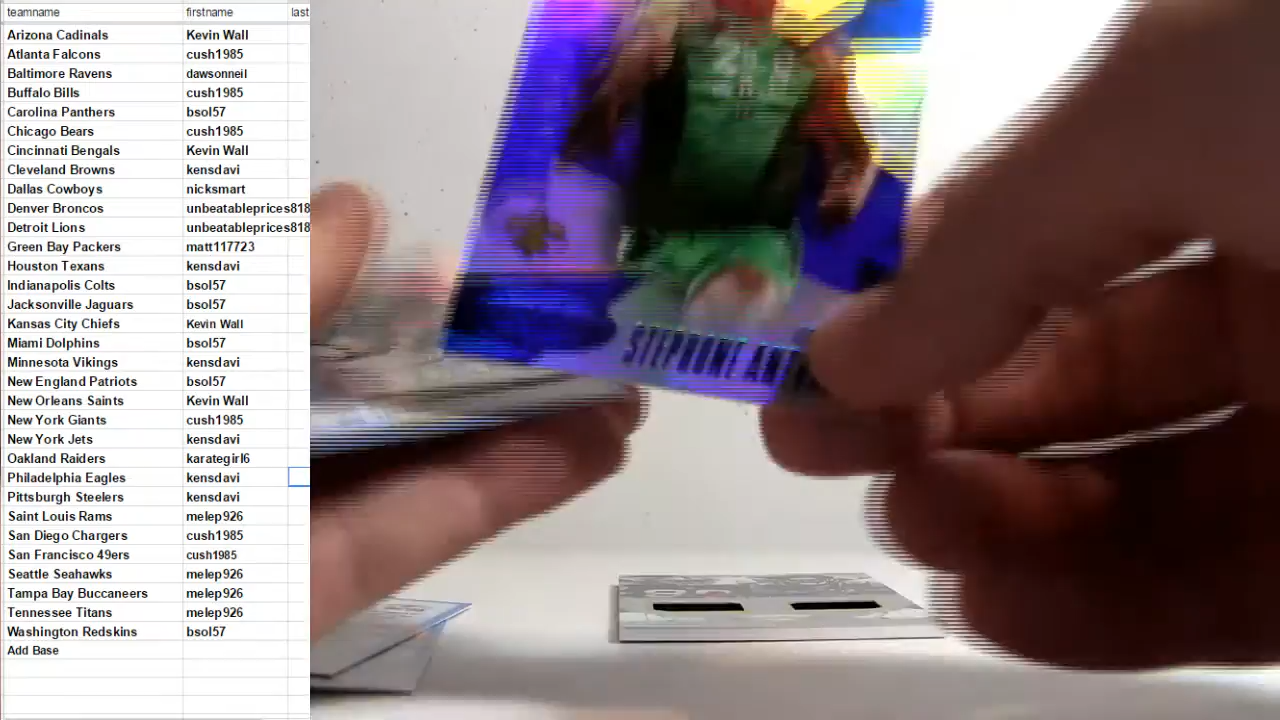 teamname firstname last
Arizona Cadinals Kevin Wall
Atlanta Falcons cush1985
Baltimore Ravens dawsonneil
Buffalo Bills cush1985
Carolina Panthers bsol57
Chicago Bears cush1985
Cincinnati Bengals Kevin Wall
Cleveland Browns kensdavi
Dallas Cowboys nicksmart
Denver Broncos unbeatableprices818
Detroit Lions unbeatableprices818
Green Bay Packers matt117723
Houston Texans kensdavi
Indianapolis Colts bsol57
Jacksonville Jaguars bsol57
Kansas City Chiefs Kevin Wall
Miami Dolphins bsol57
Minnesota Vikings kensdavi
New England Patriots bsol57
New Orleans Saints Kevin Wall
New York Giants cush1985
New York Jets kensdavi
Oakland Raiders karategirl6
Philadelphia Eagles kensdavi
Pittsburgh Steelers kensdavi
Saint Louis Rams melep926
San Diego Chargers cush1985
San Francisco 49ers cush1985
Seattle Seahawks melep926
Tampa Bay Buccaneers melep926
Tennessee Titans melep926
Washington Redskins bsol57
Add Base
STEPHONE AN